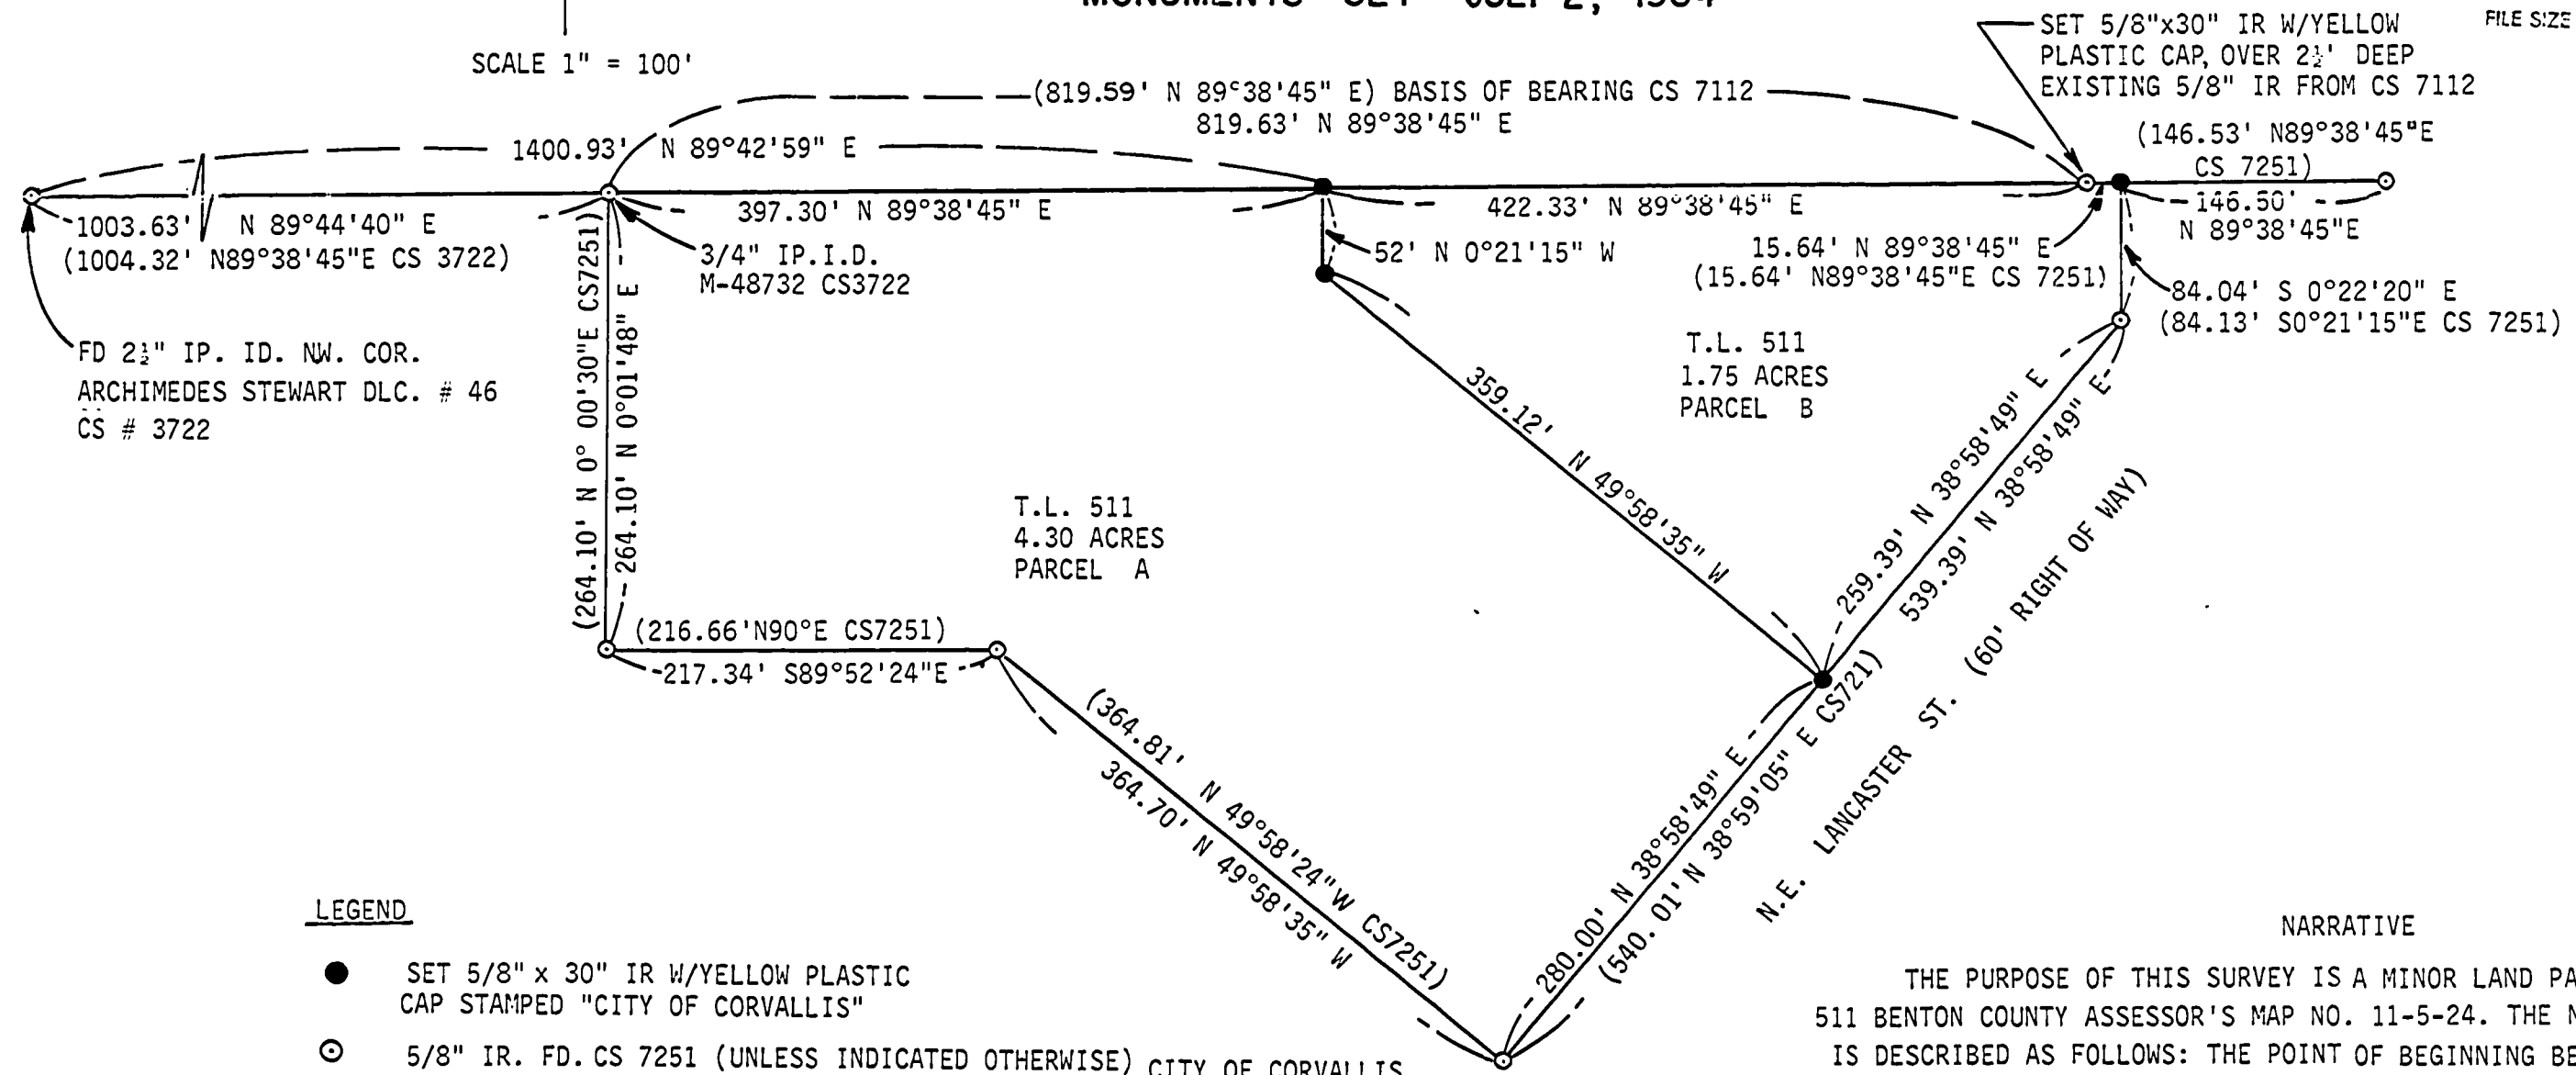 SCALE 1" = 100'
FILE SIZE
SET 5/8"x30" IR W/YELLOW
PLASTIC CAP, OVER 2½' DEEP
EXISTING 5/8" IR FROM CS 7112
(819.59' N 89°38'45" E) BASIS OF BEARING CS 7112
819.63' N 89°38'45" E
1400.93' N 89°42'59" E
(146.53' N89°38'45"E
CS 7251)
1003.63' N 89°44'40" E
(1004.32' N89°38'45"E CS 3722)
397.30' N 89°38'45" E
422.33' N 89°38'45" E
146.50'
N 89°38'45"E
3/4" IP.I.D.
M-48732 CS3722
52' N 0°21'15" W
15.64' N 89°38'45" E
(15.64' N89°38'45"E CS 7251)
84.04' S 0°22'20" E
(84.13' S0°21'15"E CS 7251)
FD 2½" IP. ID. NW. COR.
ARCHIMEDES STEWART DLC. # 46
CS # 3722
(264.10' N 0° 00'30"E CS7251)
264.10' N 0°01'48" E
T.L. 511
1.75 ACRES
PARCEL B
359.12' N 49°58'35" W
259.39' N 38°58'49" E
539.39' N 38°58'49" E
T.L. 511
4.30 ACRES
PARCEL A
(216.66'N90°E CS7251)
217.34' S89°52'24"E
(364.81' N 49°58'24"W CS7251)
364.70' N 49°58'35" W
280.00' N 38°58'49" E
(540.01' N 38°59'05" E CS721)
N.E. LANCASTER ST. (60' RIGHT OF WAY)
LEGEND
SET 5/8" x 30" IR W/YELLOW PLASTIC
CAP STAMPED "CITY OF CORVALLIS"
5/8" IR. FD. CS 7251 (UNLESS INDICATED OTHERWISE)
CITY OF CORVALLIS
NARRATIVE
THE PURPOSE OF THIS SURVEY IS A MINOR LAND PA
511 BENTON COUNTY ASSESSOR'S MAP NO. 11-5-24. THE
IS DESCRIBED AS FOLLOWS: THE POINT OF BEGINNING BE